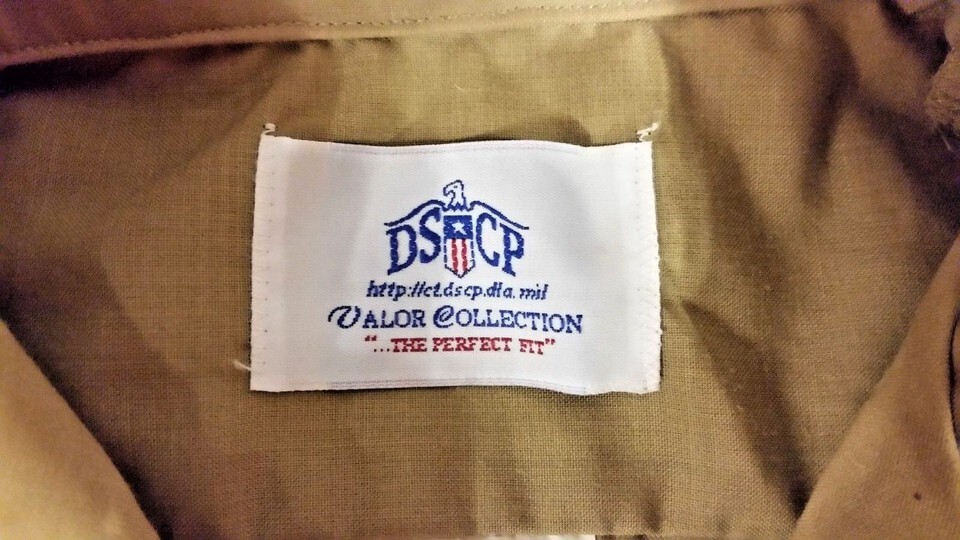 DSCP
http://ct.dscp.dla.mil
VALOR COLLECTION
"...THE PERFECT FIT"